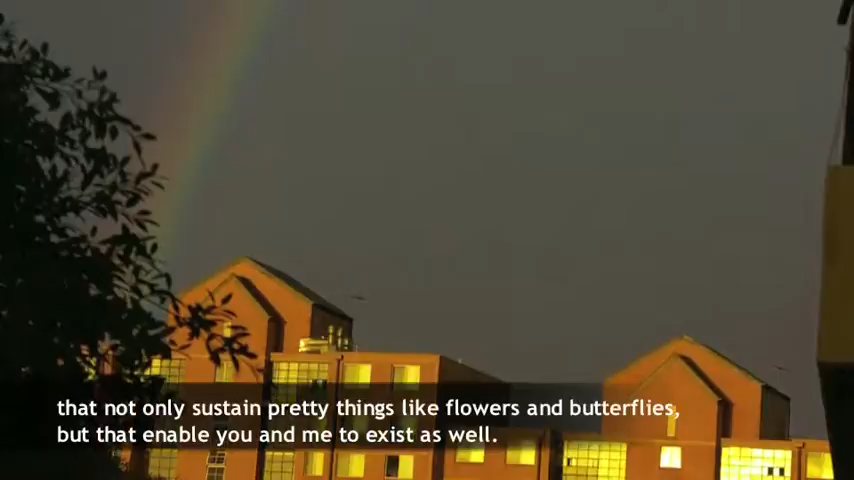 that not only sustain pretty things like flowers and butterflies,
but that enable you and me to exist as well.